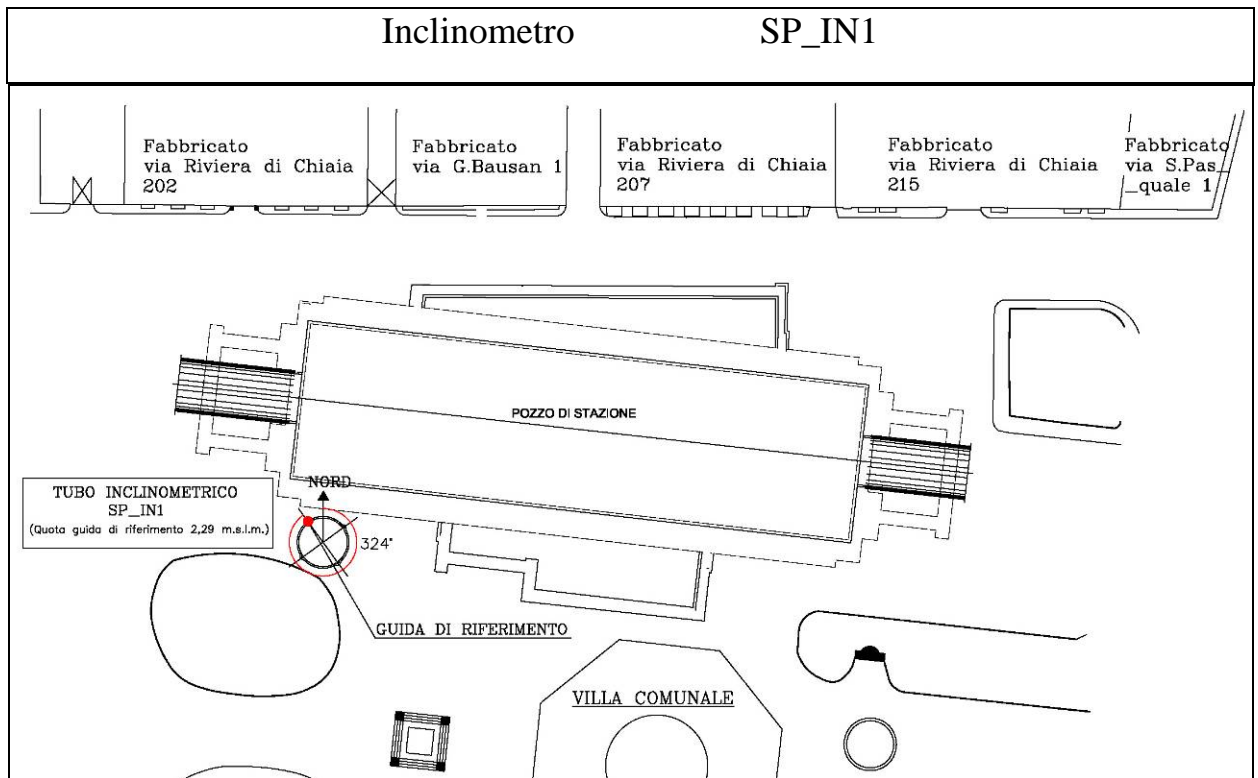 Inclinometro SP_IN1
Fabbricato
via Riviera di Chiaia
202
Fabbricato
via G.Bausan 1
Fabbricato
via Riviera di Chiaia
207
Fabbricato
via Riviera di Chiaia
215
Fabbricato
via S.Pas_
_quale 1
POZZO DI STAZIONE
NORD
TUBO INCLINOMETRICO
SP_IN1
(Quota guida di riferimento 2,29 m.s.l.m.)
324°
GUIDA DI RIFERIMENTO
VILLA COMUNALE